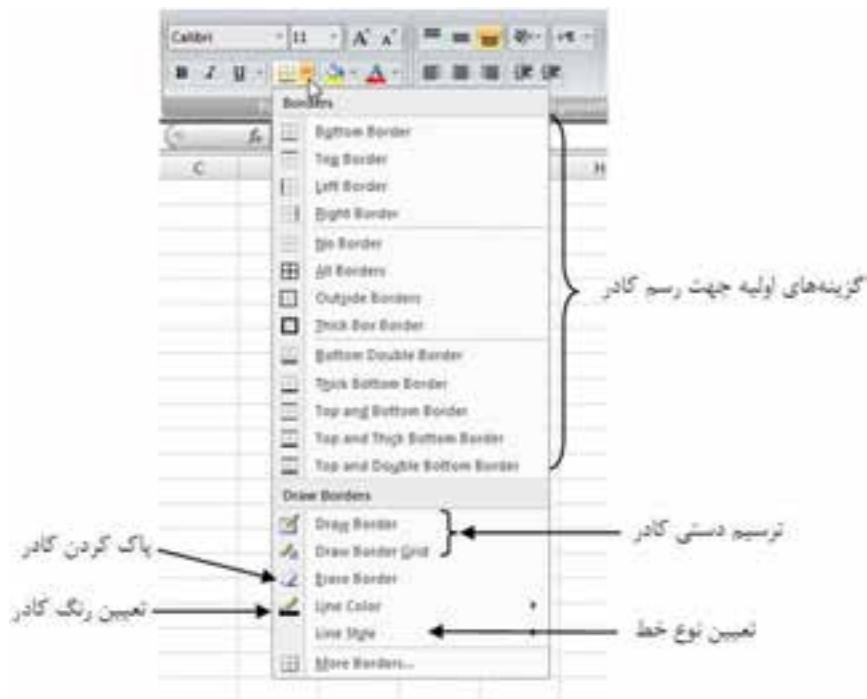 Calibri 11 A A
B I U A
Borders
fx
C H
Bottom Border
Top Border
Left Border
Right Border
No Border
All Borders
Outside Borders
Thick Box Border
گزینه‌های اولیه جهت رسم کادر
Bottom Double Border
Thick Bottom Border
Top and Bottom Border
Top and Thick Bottom Border
Top and Double Bottom Border
Draw Borders
Draw Border
Draw Border Grid
ترسیم دستی کادر
Erase Border
پاک کردن کادر
Line Color
تعیین رنگ کادر
Line Style
تعیین نوع خط
More Borders...